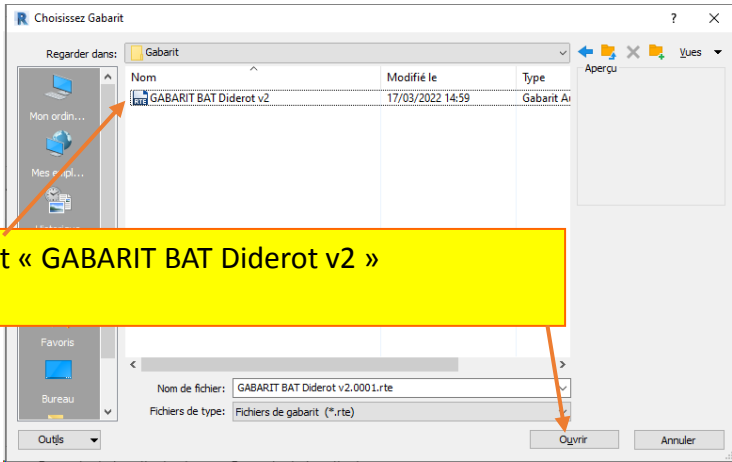 Choisissez Gabarit
Regarder dans: Gabarit Vues
Nom Modifié le Type Aperçu
GABARIT BAT Diderot v2 17/03/2022 14:59 Gabarit
Mon ordin...
Mes empl...
t « GABARIT BAT Diderot v2 »
Favoris
Bureau
Nom de fichier: GABARIT BAT Diderot v2.0001.rte
Fichiers de type: Fichiers de gabarit (*.rte)
Outils Ouvrir Annuler